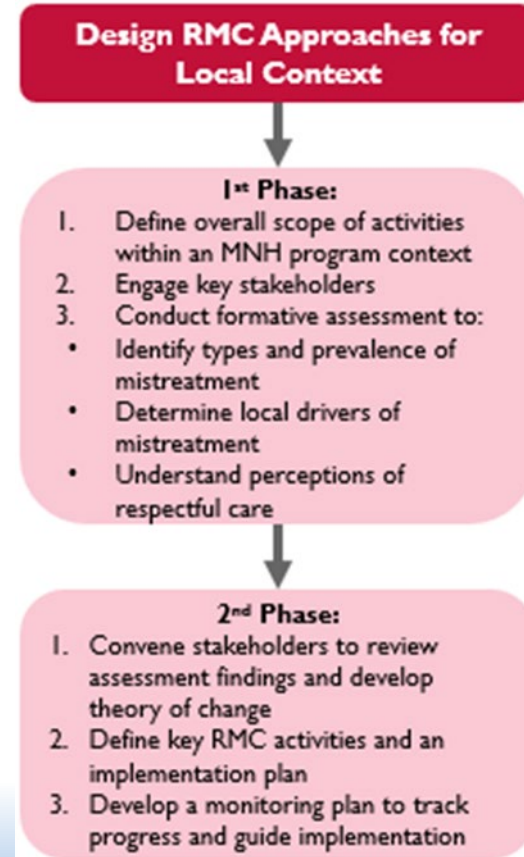 Design RMC Approaches for
Local Context
1st Phase:
1. Define overall scope of activities
within an MNH program context
2. Engage key stakeholders
3. Conduct formative assessment to:
• Identify types and prevalence of
mistreatment
• Determine local drivers of
mistreatment
• Understand perceptions of
respectful care
2nd Phase:
1. Convene stakeholders to review
assessment findings and develop
theory of change
2. Define key RMC activities and an
implementation plan
3. Develop a monitoring plan to track
progress and guide implementation